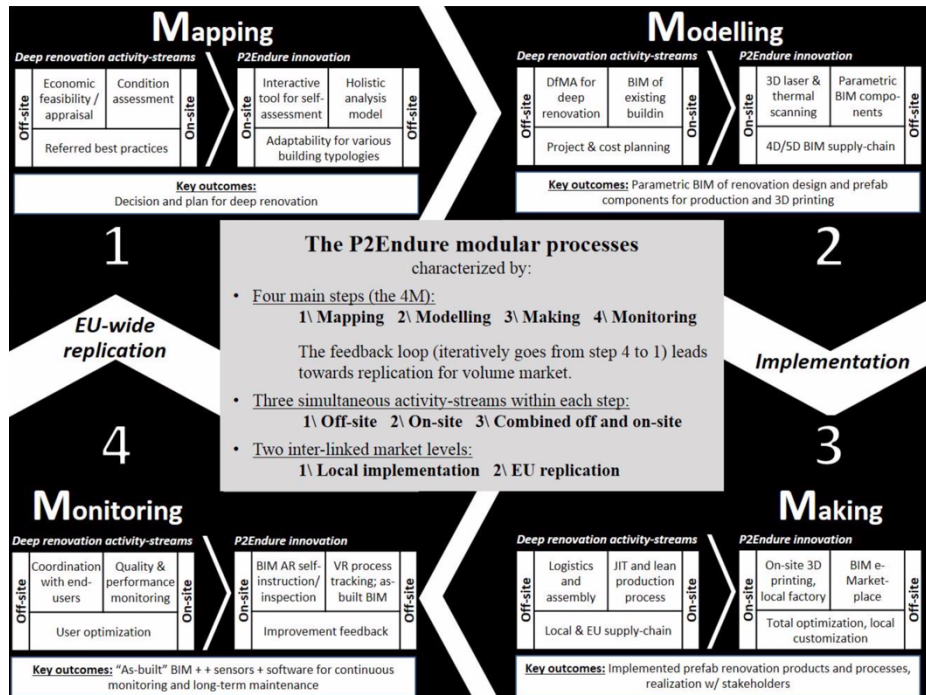 Mapping
Deep renovation activity-streams
P2Endure innovation
Off-site
Economic
feasibility /
appraisal
Condition
assessment
On-site
Referred best practices
On-site
Interactive
tool for self-
assessment
Holistic
analysis
model
Off-site
Adaptability for various
building typologies
Key outcomes:
Decision and plan for deep renovation
1
Modelling
Deep renovation activity-streams
P2Endure innovation
Off-site
DfMA for
deep
renovation
BIM of
existing
buildin
On-site
Project & cost planning
On-site
3D laser &
thermal
scanning
Parametric
BIM compo-
nents
Off-site
4D/5D BIM supply-chain
Key outcomes: Parametric BIM of renovation design and prefab
components for production and 3D printing
2
The P2Endure modular processes
characterized by:
• Four main steps (the 4M):
1\ Mapping 2\ Modelling 3\ Making 4\ Monitoring
The feedback loop (iteratively goes from step 4 to 1) leads
towards replication for volume market.
• Three simultaneous activity-streams within each step:
1\ Off-site 2\ On-site 3\ Combined off and on-site
• Two inter-linked market levels:
1\ Local implementation 2\ EU replication
EU-wide
replication
Implementation
4
Monitoring
Deep renovation activity-streams
P2Endure innovation
Off-site
Coordination
with end-
users
Quality &
performance
monitoring
On-site
User optimization
On-site
BIM AR self-
instruction/
inspection
VR process
tracking; as-
built BIM
Off-site
Improvement feedback
Key outcomes: “As-built” BIM + + sensors + software for continuous
monitoring and long-term maintenance
3
Making
Deep renovation activity-streams
P2Endure innovation
Off-site
Logistics
and
assembly
JIT and lean
production
process
On-site
Local & EU supply-chain
On-site
On-site 3D
printing,
local factory
BIM e-
Market-
place
Off-site
Total optimization, local
customization
Key outcomes: Implemented prefab renovation products and processes,
realization w/ stakeholders